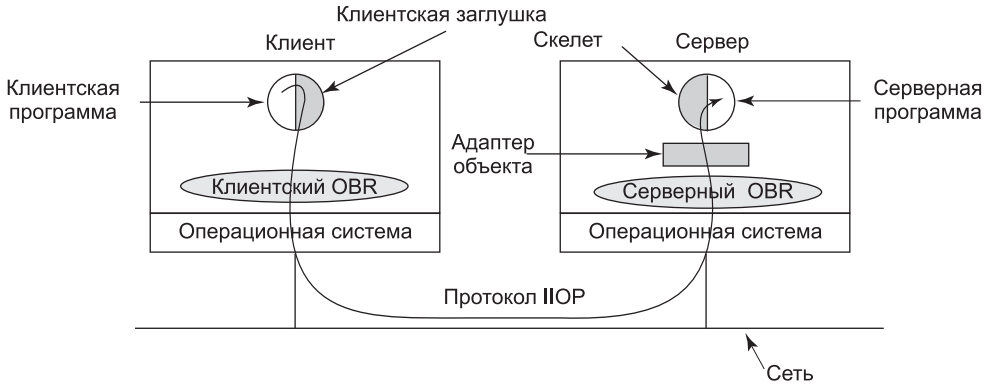 Клиентская заглушка
Клиент
Скелет
Сервер
Клиентская
программа
Серверная
программа
Адаптер
объекта
Клиентский OBR
Серверный OBR
Операционная система
Операционная система
Протокол IIOP
Сеть